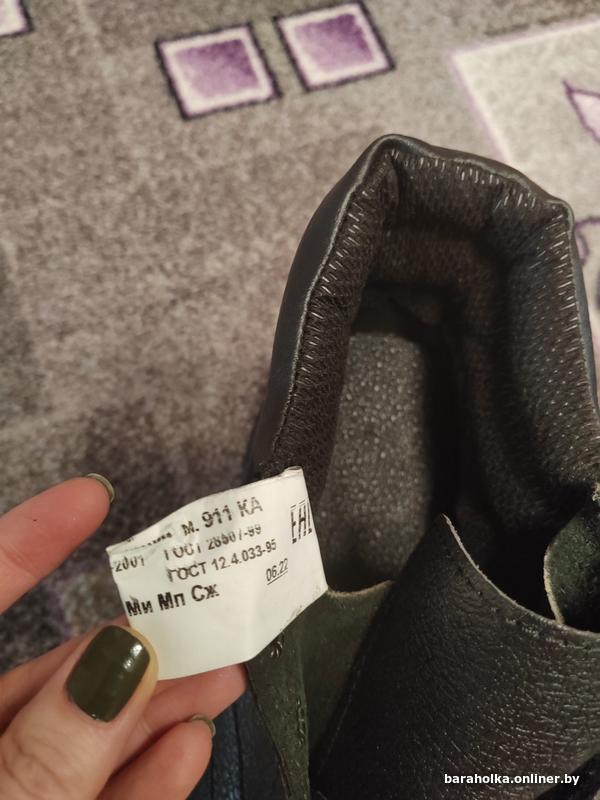 М. 911 КА
-2001 ГОСТ 28507-99
ГОСТ 12.4.033-95
06.22
Ми Мп Сж
ЕАС
baraholka.onliner.by